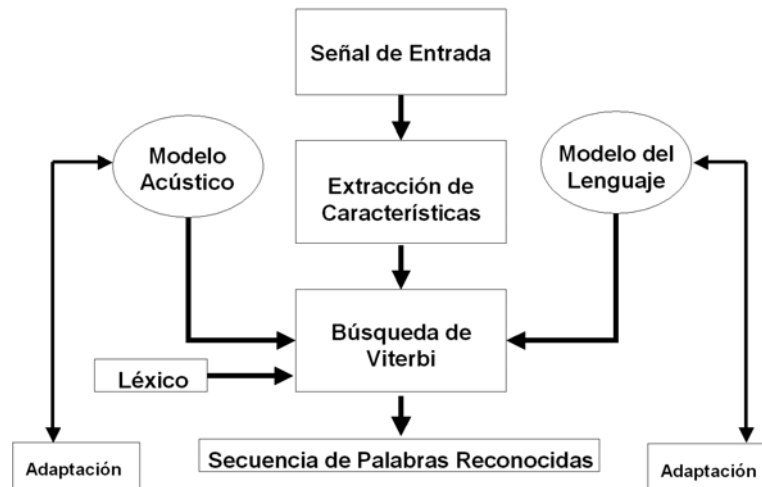 Señal de Entrada
Modelo
Acústico
Extracción de
Características
Modelo del
Lenguaje
Búsqueda de
Viterbi
Léxico
Secuencia de Palabras Reconocidas
Adaptación
Adaptación